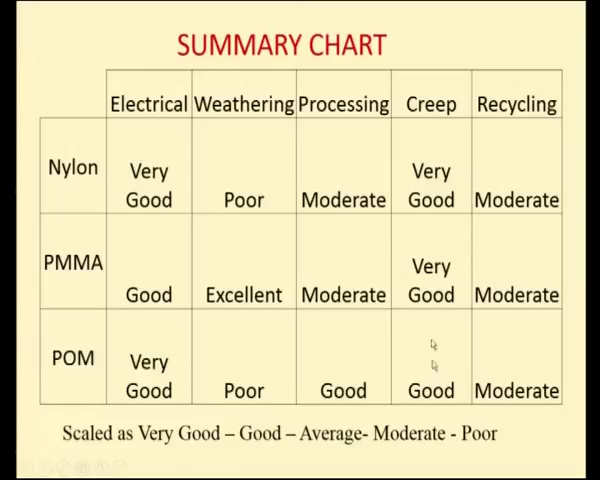 SUMMARY CHART
Electrical Weathering Processing Creep Recycling
Nylon Very Good Poor Moderate Very Good Moderate
PMMA Good Excellent Moderate Very Good Moderate
POM Very Good Poor Good Good Moderate
Scaled as Very Good – Good – Average- Moderate - Poor